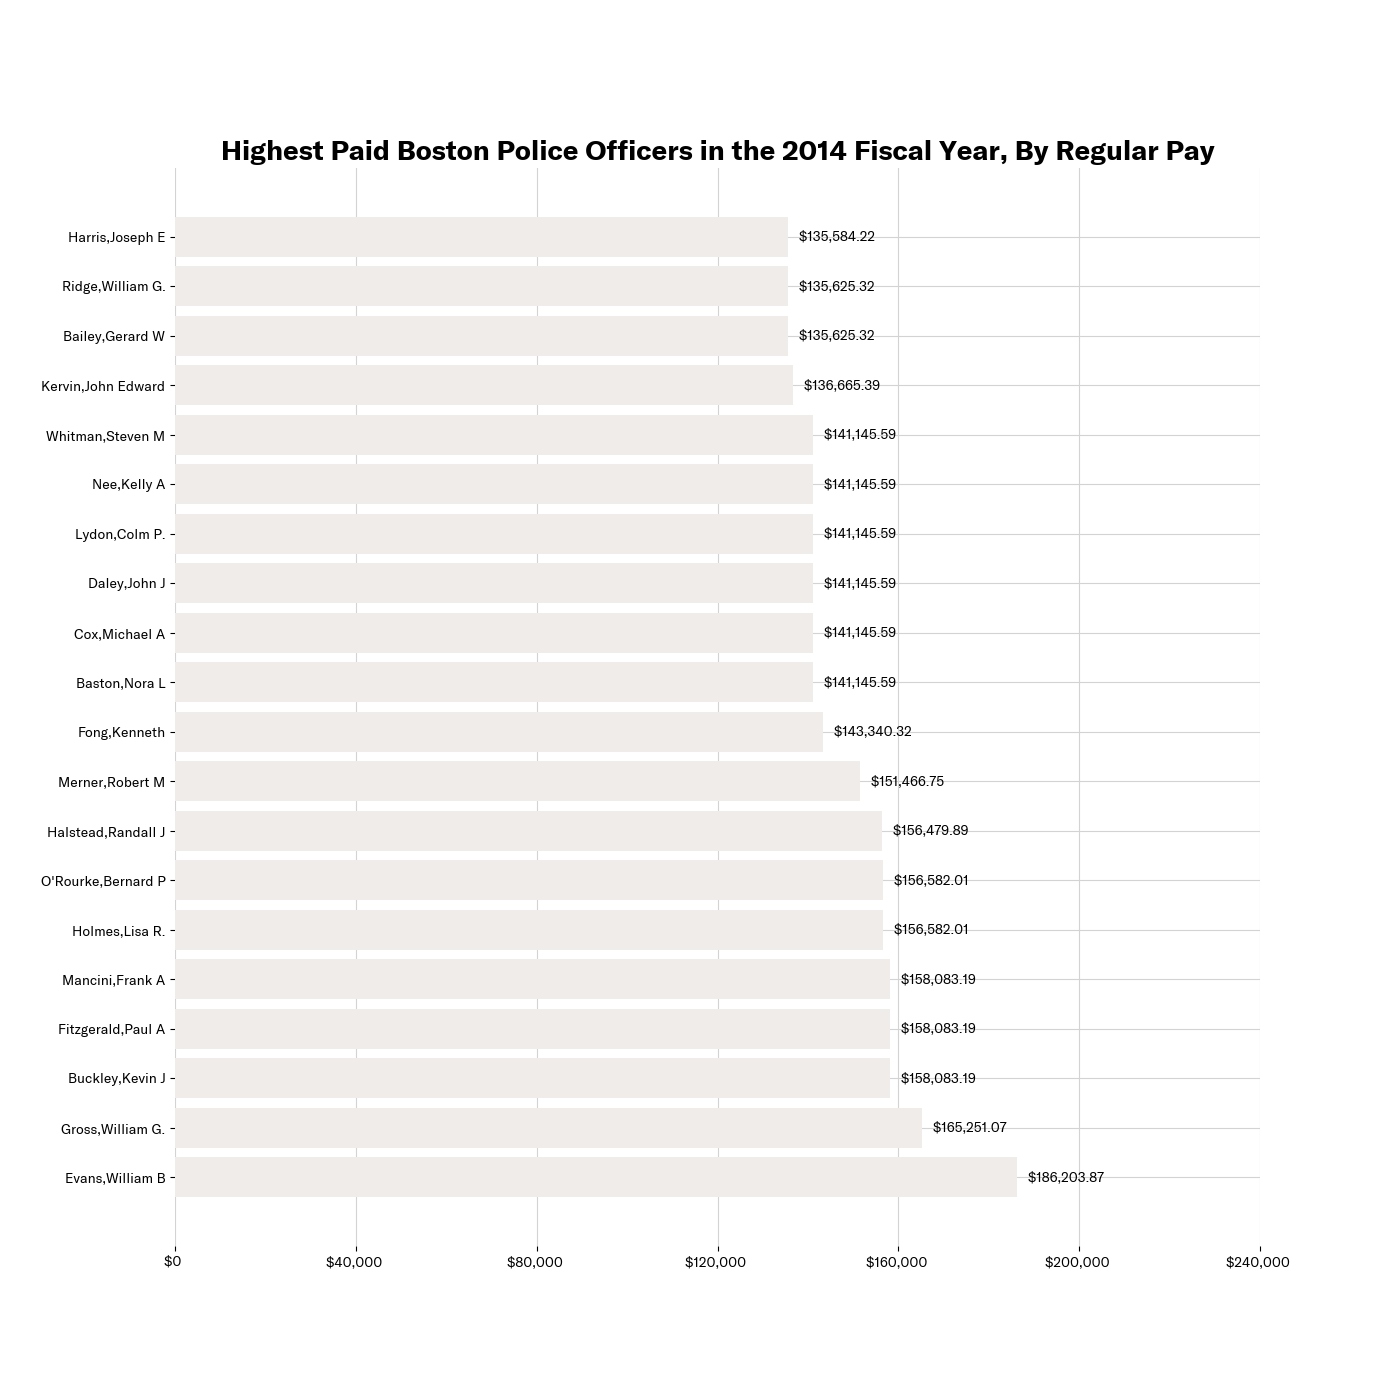 Highest Paid Boston Police Officers in the 2014 Fiscal Year, By Regular Pay
Harris,Joseph E $135,584.22
Ridge,William G. $135,625.32
Bailey,Gerard W $135,625.32
Kervin,John Edward $136,665.39
Whitman,Steven M $141,145.59
Nee,Kelly A $141,145.59
Lydon,Colm P. $141,145.59
Daley,John J $141,145.59
Cox,Michael A $141,145.59
Baston,Nora L $141,145.59
Fong,Kenneth $143,340.32
Merner,Robert M $151,466.75
Halstead,Randall J $156,479.89
O'Rourke,Bernard P $156,582.01
Holmes,Lisa R. $156,582.01
Mancini,Frank A $158,083.19
Fitzgerald,Paul A $158,083.19
Buckley,Kevin J $158,083.19
Gross,William G. $165,251.07
Evans,William B $186,203.87
$0 $40,000 $80,000 $120,000 $160,000 $200,000 $240,000